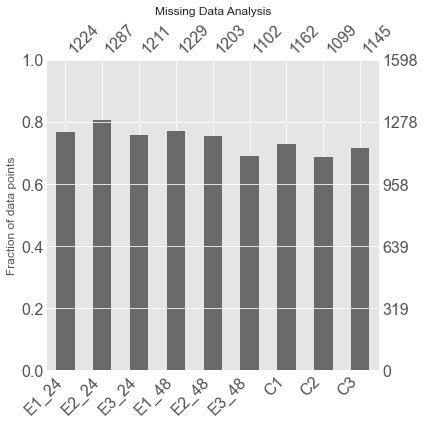 Missing Data Analysis
1224 1287 1211 1229 1203 1102 1162 1099 1145
1.0 1598
0.8 1278
0.6 958
0.4 639
0.2 319
0.0 0
Fraction of data points
E1_24 E2_24 E3_24 E1_48 E2_48 E3_48 C1 C2 C3